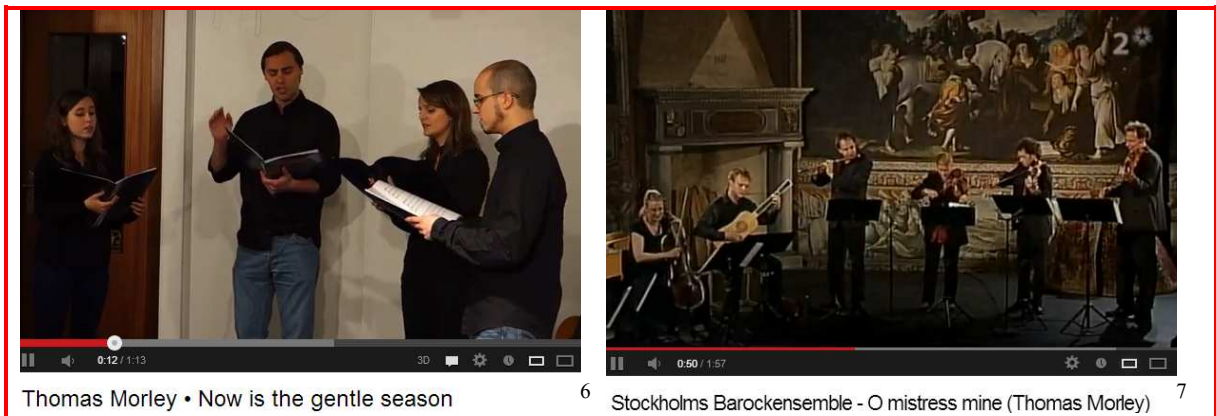 2
0:12 / 1:13
3D
0:50 / 1:57
Thomas Morley • Now is the gentle season
6
Stockholms Barockensemble - O mistress mine (Thomas Morley)
7